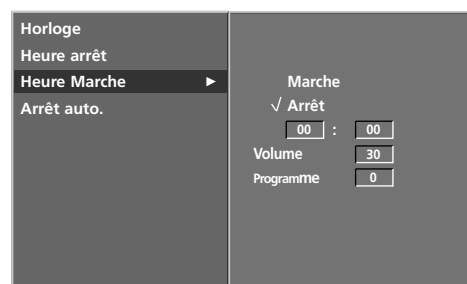 Horloge
Heure arrêt
Heure Marche ►
Arrêt auto.
Marche
√ Arrêt
00 : 00
Volume 30
Programme 0